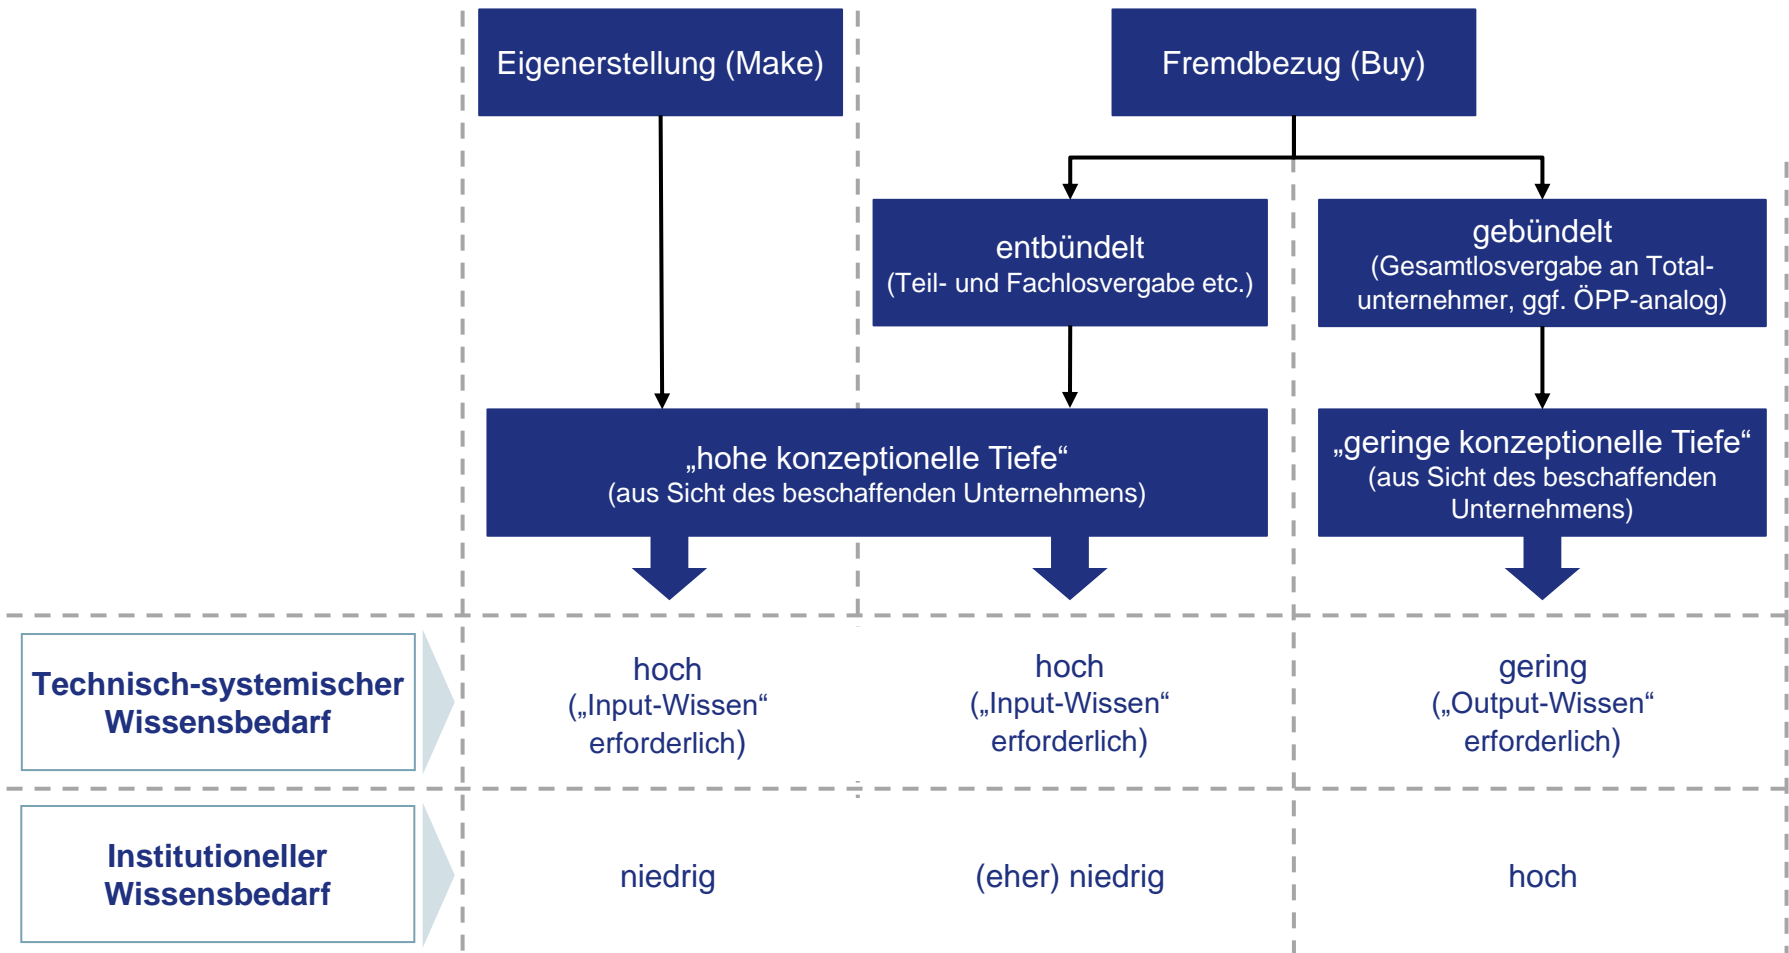 Eigenerstellung (Make)
Fremdbezug (Buy)
entbündelt
(Teil- und Fachlosvergabe etc.)
gebündelt
(Gesamtlosvergabe an Total-
unternehmer, ggf. ÖPP-analog)
„hohe konzeptionelle Tiefe“
(aus Sicht des beschaffenden Unternehmens)
„geringe konzeptionelle Tiefe“
(aus Sicht des beschaffenden
Unternehmens)
Technisch-systemischer
Wissensbedarf
hoch
(„Input-Wissen“
erforderlich)
hoch
(„Input-Wissen“
erforderlich)
gering
(„Output-Wissen“
erforderlich)
Institutioneller
Wissensbedarf
niedrig
(eher) niedrig
hoch